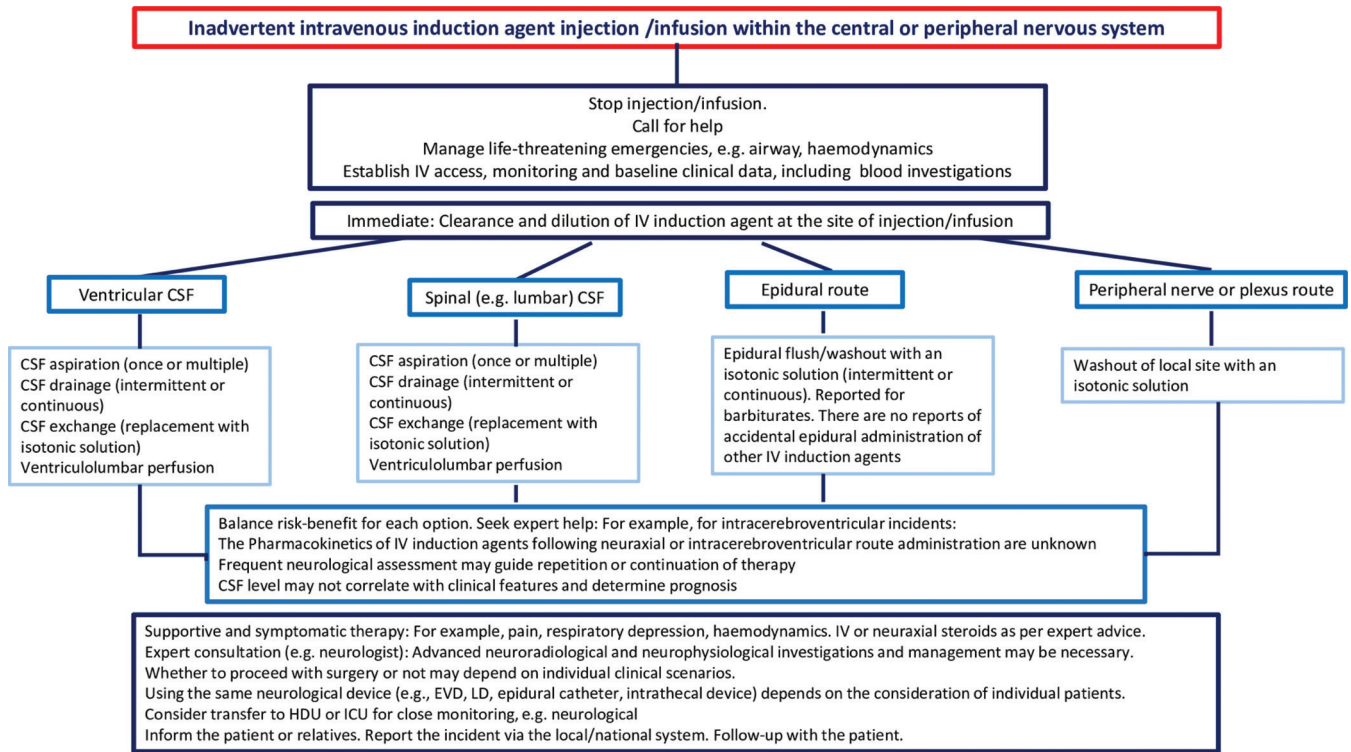 Inadvertent intravenous induction agent injection /infusion within the central or peripheral nervous system
Stop injection/infusion.
Call for help
Manage life-threatening emergencies, e.g. airway, haemodynamics
Establish IV access, monitoring and baseline clinical data, including blood investigations
Immediate: Clearance and dilution of IV induction agent at the site of injection/infusion
Ventricular CSF
CSF aspiration (once or multiple)
CSF drainage (intermittent or
continuous)
CSF exchange (replacement with
isotonic solution)
Ventriculolumbar perfusion
Spinal (e.g. lumbar) CSF
CSF aspiration (once or multiple)
CSF drainage (intermittent or
continuous)
CSF exchange (replacement with
isotonic solution)
Ventriculolumbar perfusion
Epidural route
Epidural flush/washout with an
isotonic solution (intermittent or
continuous). Reported for
barbiturates. There are no reports of
accidental epidural administration of
other IV induction agents
Peripheral nerve or plexus route
Washout of local site with an
isotonic solution
Balance risk-benefit for each option. Seek expert help: For example, for intracerebroventricular incidents:
The Pharmacokinetics of IV induction agents following neuraxial or intracerebroventricular route administration are unknown
Frequent neurological assessment may guide repetition or continuation of therapy
CSF level may not correlate with clinical features and determine prognosis
Supportive and symptomatic therapy: For example, pain, respiratory depression, haemodynamics. IV or neuraxial steroids as per expert advice.
Expert consultation (e.g. neurologist): Advanced neuroradiological and neurophysiological investigations and management may be necessary.
Whether to proceed with surgery or not may depend on individual clinical scenarios.
Using the same neurological device (e.g., EVD, LD, epidural catheter, intrathecal device) depends on the consideration of individual patients.
Consider transfer to HDU or ICU for close monitoring, e.g. neurological
Inform the patient or relatives. Report the incident via the local/national system. Follow-up with the patient.